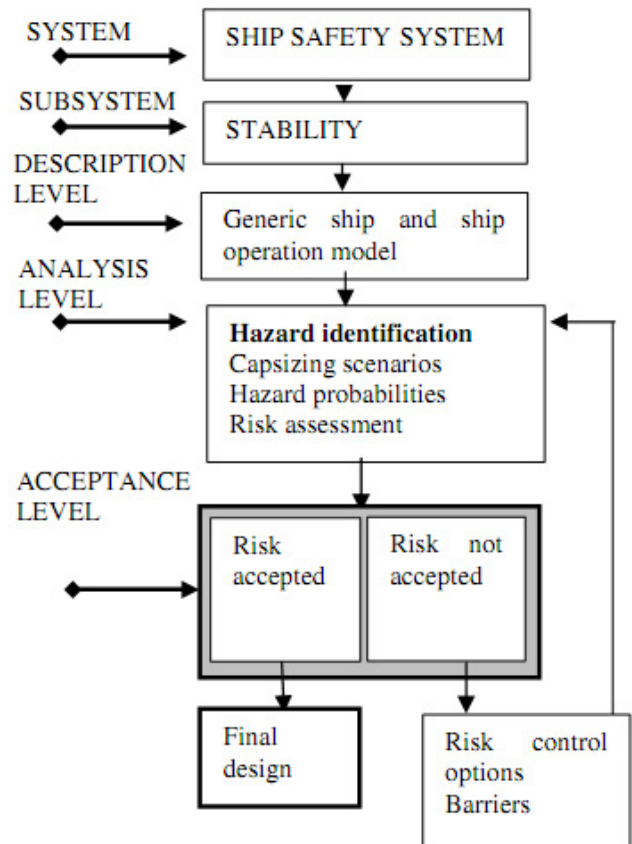 SYSTEM
SHIP SAFETY SYSTEM
SUBSYSTEM
STABILITY
DESCRIPTION
LEVEL
Generic ship and ship
operation model
ANALYSIS
LEVEL
Hazard identification
Capsizing scenarios
Hazard probabilities
Risk assessment
ACCEPTANCE
LEVEL
Risk
accepted
Risk not
accepted
Final
design
Risk control
options
Barriers